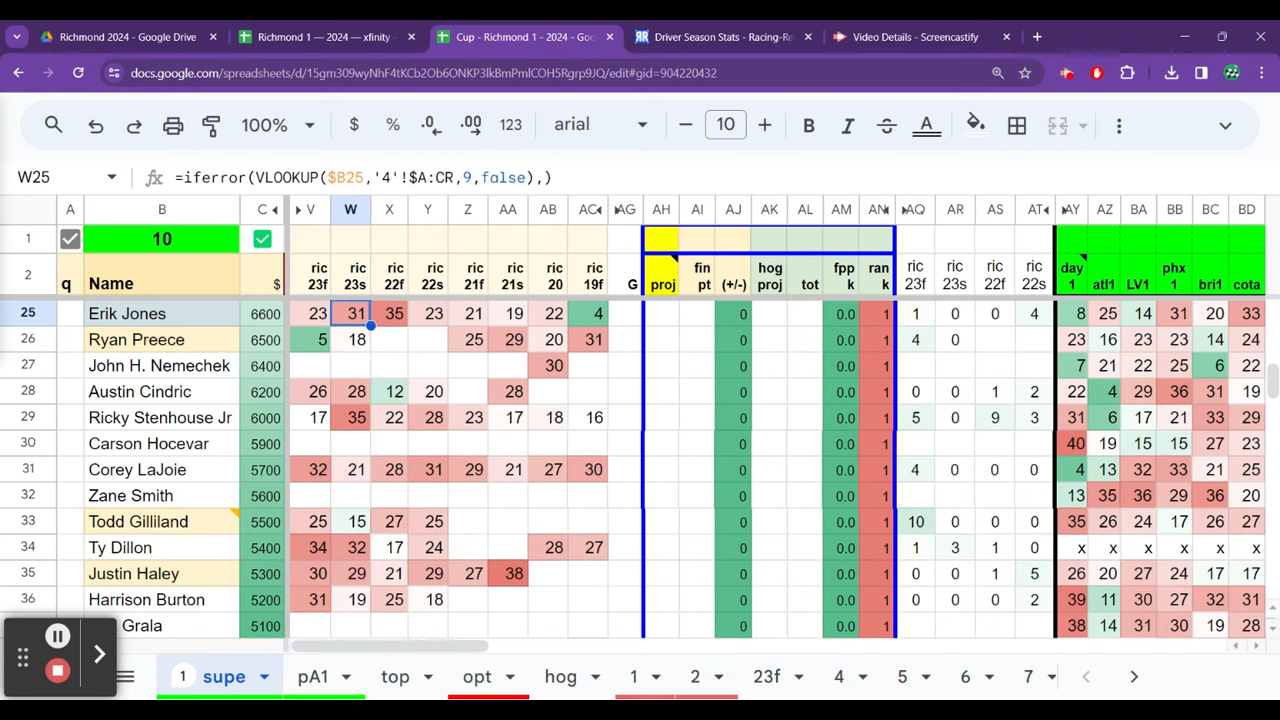 Richmond 2024 - Google Drive × Richmond 1 — 2024 — xfinity - × Cup - Richmond 1 - 2024 - Goo × Driver Season Stats - Racing-Re × Video Details - Screencastify × +
docs.google.com/spreadsheets/d/15gm309wyNhF4tKCb2Ob6ONKP3lkBmPmlCOH5Rgrp9JQ/edit#gid=904220432
100% $ % .0 .00 123 arial − 10 + B I S A
W25 fx =iferror(VLOOKUP($B25,'4'!$A:CR,9,false),)
A B C V W X Y Z AA AB AC AG AH AI AJ AK AL AM AN AQ AR AS AT AY AZ BA BB BC BD
1 10
ric ric ric ric ric ric ric ric fin hog fpp ran ric ric ric ric day phx
2 q Name $ 23f 23s 22f 22s 21f 21s 20 19f G proj pt (+/-) proj tot k k 23f 23s 22f 22s 1 atl1 LV1 1 bri1 cota
25 Erik Jones 6600 23 31 35 23 21 19 22 4 0 0.0 1 1 0 0 4 8 25 14 31 20 33
26 Ryan Preece 6500 5 18 25 29 20 31 0 0.0 1 4 0 23 16 23 23 14 24
27 John H. Nemechek 6400 30 0 0.0 1 7 21 22 25 6 22
28 Austin Cindric 6200 26 28 12 20 28 0 0.0 1 0 0 1 2 22 4 29 36 31 19
29 Ricky Stenhouse Jr 6000 17 35 22 28 23 17 18 16 0 0.0 1 5 0 9 3 31 6 17 21 33 29
30 Carson Hocevar 5900 0 0.0 1 40 19 15 15 27 23
31 Corey LaJoie 5700 32 21 28 31 29 21 27 30 0 0.0 1 4 0 0 0 4 13 32 33 21 25
32 Zane Smith 5600 0 0.0 1 13 35 36 29 36 20
33 Todd Gilliland 5500 25 15 27 25 0 0.0 1 10 0 0 0 35 26 24 17 26 27
34 Ty Dillon 5400 34 32 17 24 28 27 0 0.0 1 1 3 1 0 x x x x x x
35 Justin Haley 5300 30 29 21 29 27 38 0 0.0 1 0 0 1 5 26 20 27 24 17 17
36 Harrison Burton 5200 31 19 25 18 0 0.0 1 0 0 0 2 39 11 30 27 32 31
Grala 5100 0 0.0 1 38 14 31 30 19 28
1 supe pA1 top opt hog 1 2 23f 4 5 6 7